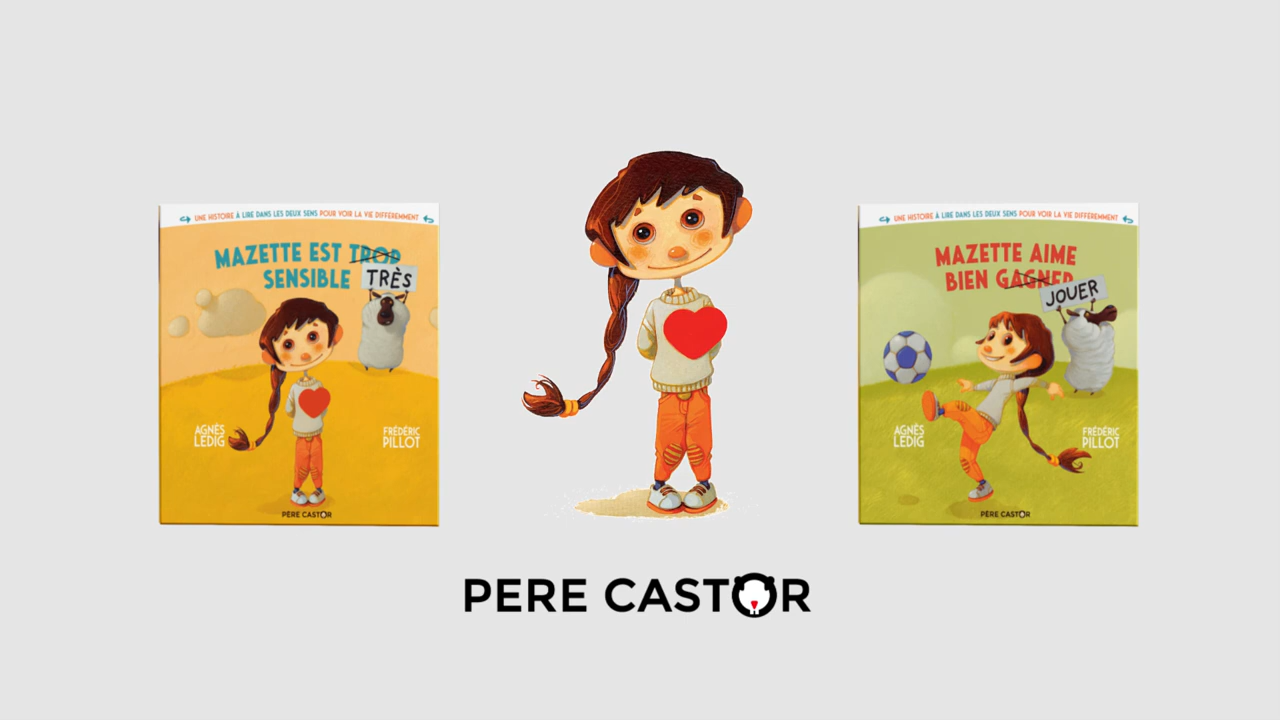 UNE HISTOIRE À LIRE DANS LES DEUX SENS POUR VOIR LA VIE DIFFÉREMMENT
MAZETTE EST TROP
SENSIBLE TRÈS
AGNÈS
LEDIG
FRÉDÉRIC
PILLOT
PÈRE CASTOR
UNE HISTOIRE À LIRE DANS LES DEUX SENS POUR VOIR LA VIE DIFFÉREMMENT
MAZETTE AIME
BIEN GAGNER
JOUER
AGNÈS
LEDIG
FRÉDÉRIC
PILLOT
PÈRE CASTOR
PERE CASTOR